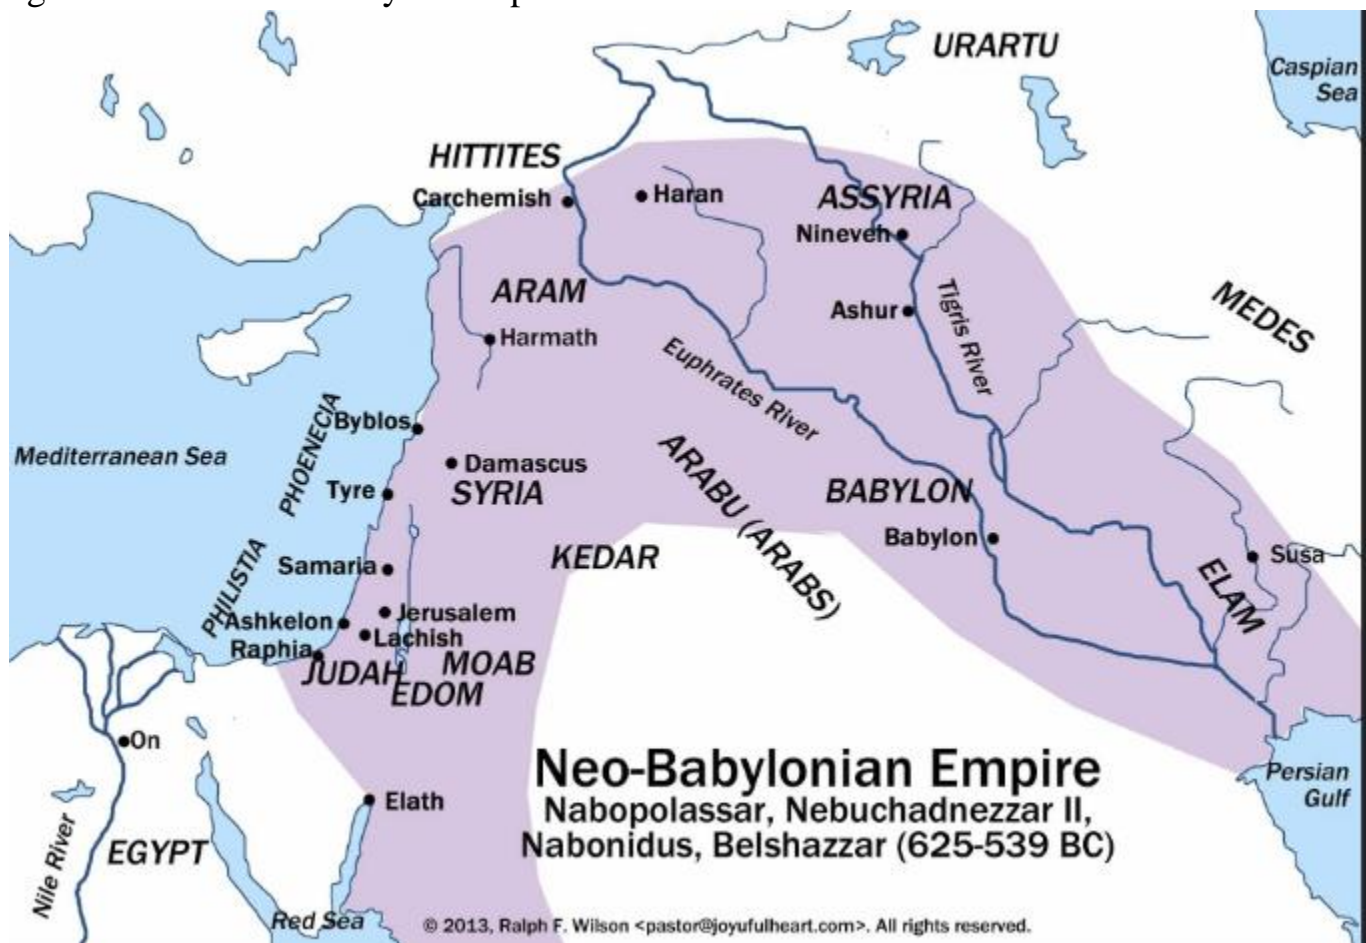 URARTU
Caspian
Sea
HITTITES
Carchemish
Haran
ASSYRIA
Nineveh
ARAM
Ashur
Tigris River
MEDES
Harmath
Euphrates River
PHOENECIA
Byblos
Mediterranean Sea
Damascus
Tyre
SYRIA
ARABU (ARABS)
BABYLON
Babylon
KEDAR
Susa
ELAM
PHILISTIA
Samaria
Ashkelon
Jerusalem
Lachish
Raphia
JUDAH
MOAB
EDOM
On
Elath
Neo-Babylonian Empire
Nabopolassar, Nebuchadnezzar II,
Nabonidus, Belshazzar (625-539 BC)
Persian
Gulf
Nile River
EGYPT
Red Sea
© 2013, Ralph F. Wilson <pastor@joyufulheart.com>. All rights reserved.